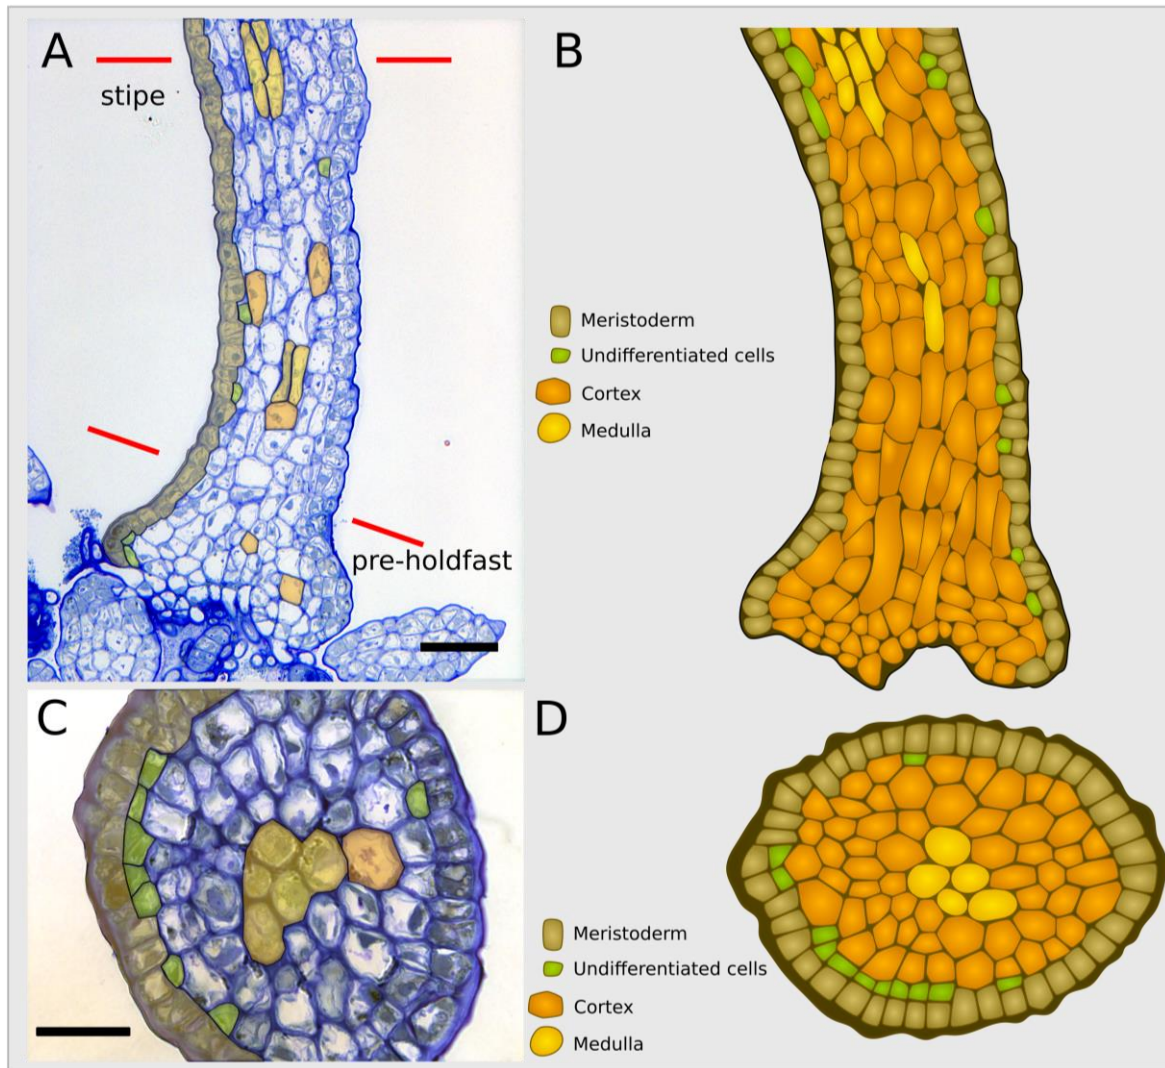 A
B
stipe
Meristoderm
Undifferentiated cells
Cortex
Medulla
pre-holdfast
C
D
Meristoderm
Undifferentiated cells
Cortex
Medulla